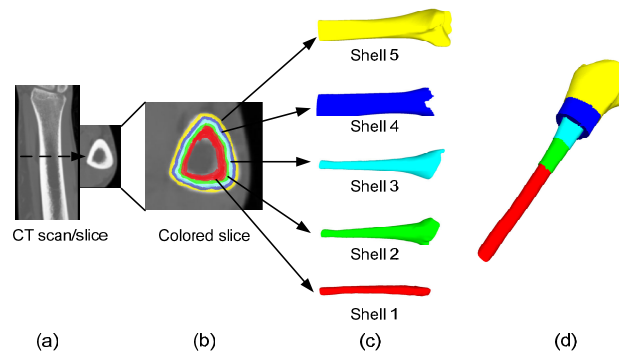 Shell 5
Shell 4
Shell 3
Shell 2
Shell 1
CT scan/slice
Colored slice
(a)
(b)
(c)
(d)